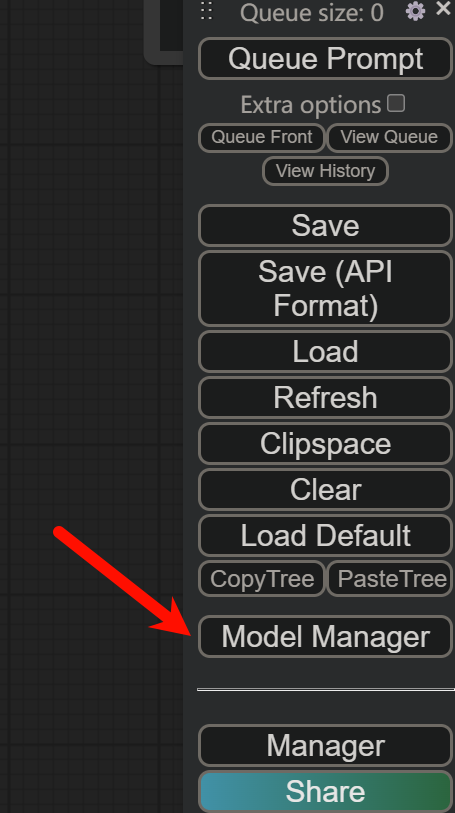 Queue size: 0
Queue Prompt
Extra options
Queue Front View Queue
View History
Save
Save (API
Format)
Load
Refresh
Clipspace
Clear
Load Default
CopyTree PasteTree
Model Manager
Manager
Share